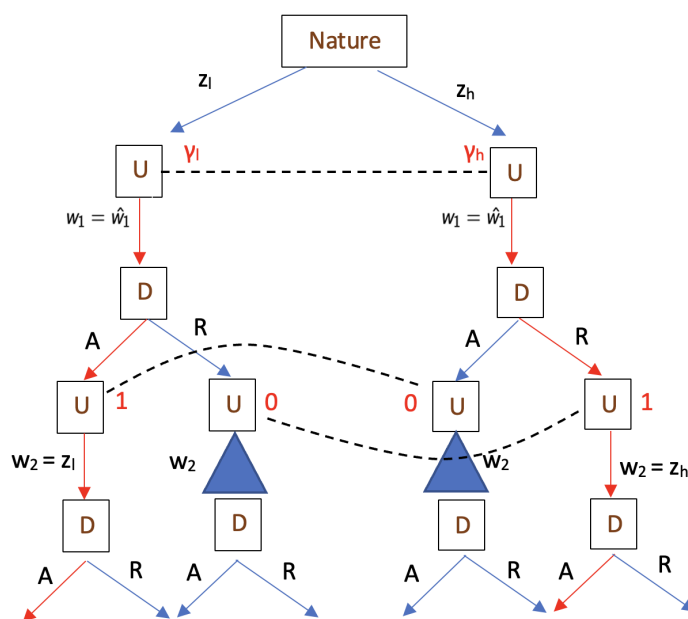 Nature
zₗ
zₕ
U γₗ γₕ U
w₁ = ŵ₁ w₁ = ŵ₁
D D
A R A R
U 1 U 0 0 U U 1
w₂ = zₗ w₂ w₂ w₂ = zₕ
D D D D
A R A R A R A R